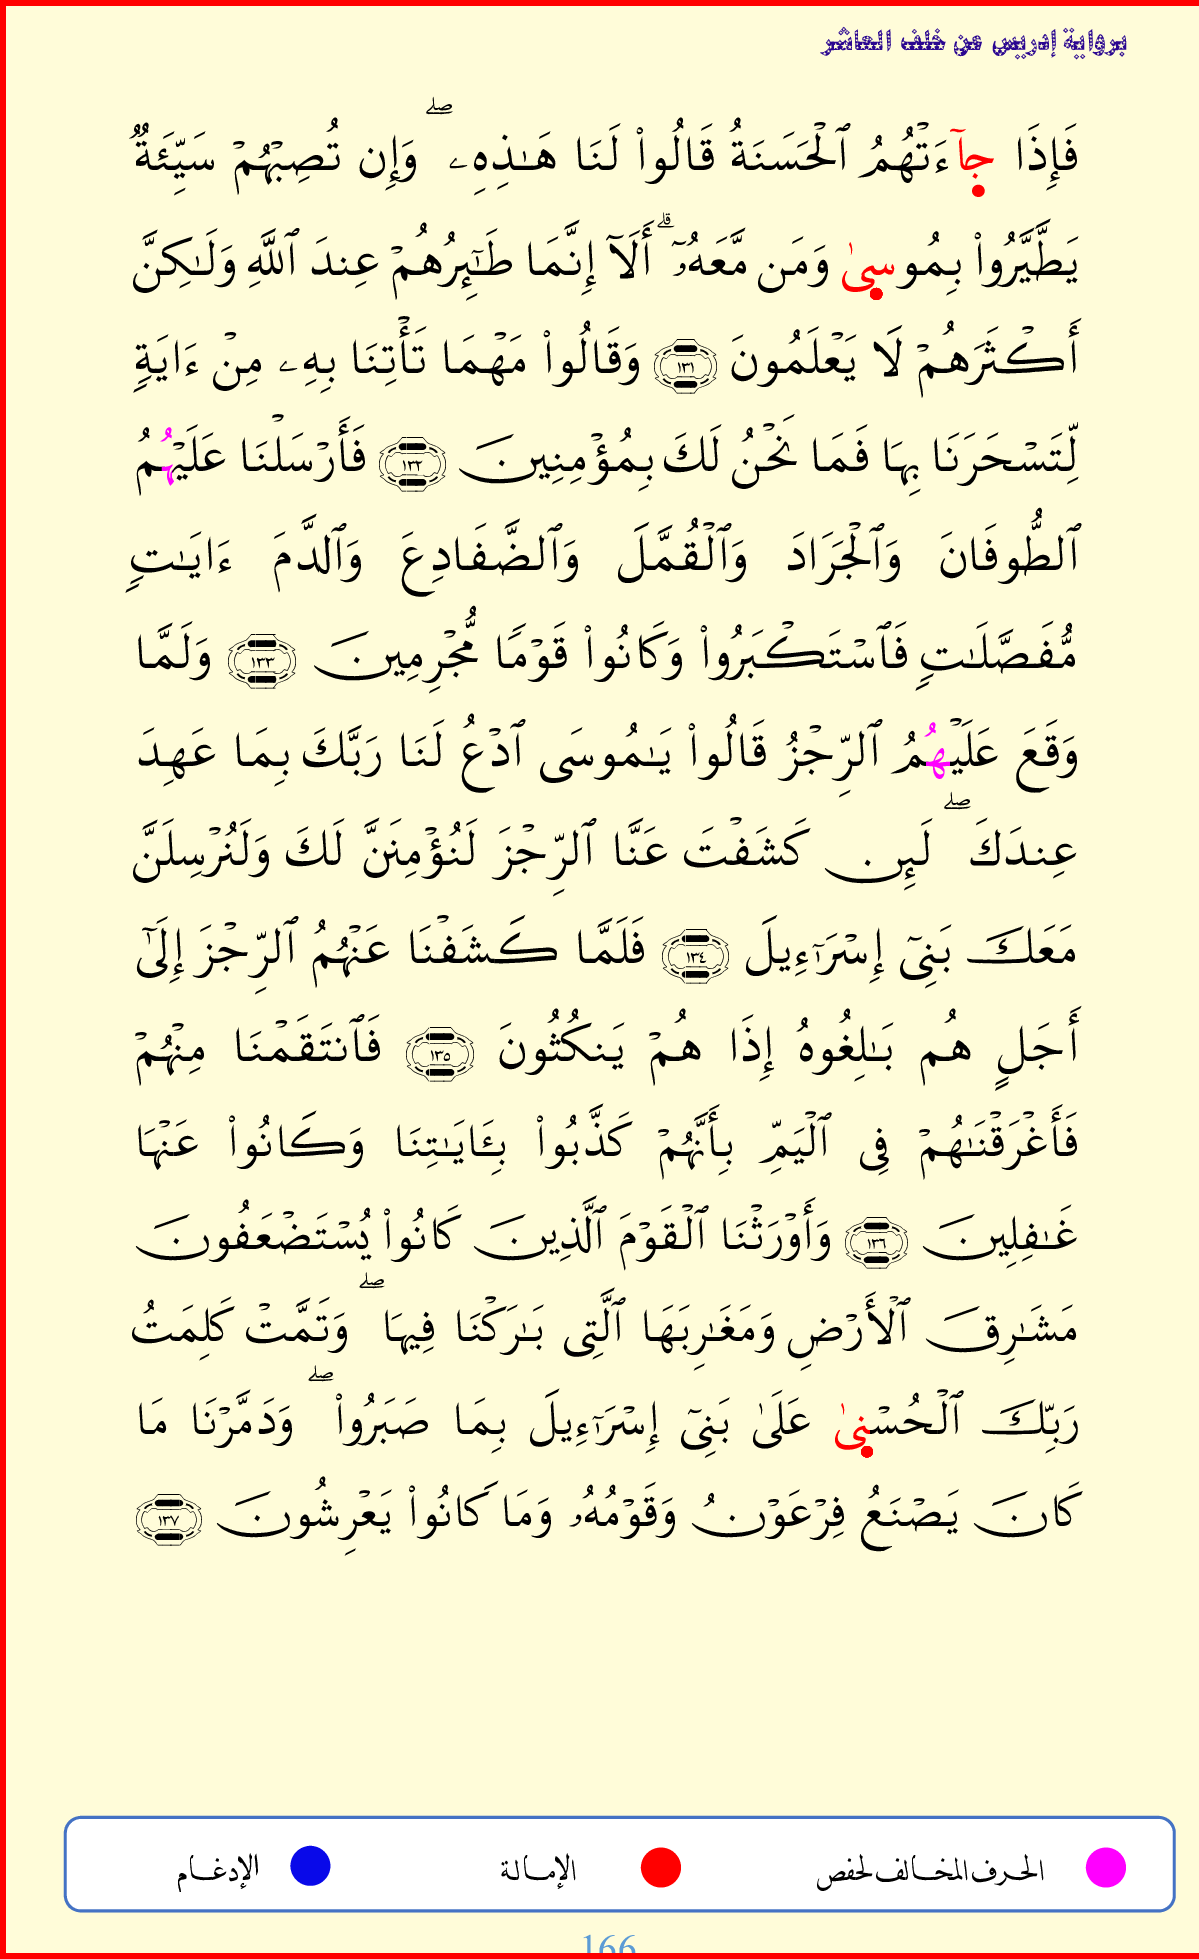 برواية إدريس عن خلف العاشر
فَإِذَا جآءَتْهُمُ ٱلْحَسَنَةُ قَالُوا۟ لَنَا هَـٰذِهِۦ ۖ وَإِن تُصِبْهُمْ سَيِّئَةٌ
يَطَّيَّرُوا۟ بِمُوسىٰ وَمَن مَّعَهُۥٓ ۗ أَلَآ إِنَّمَا طَـٰٓئِرُهُمْ عِندَ ٱللَّهِ وَلَـٰكِنَّ
أَكْثَرَهُمْ لَا يَعْلَمُونَ ١٣١ وَقَالُوا۟ مَهْمَا تَأْتِنَا بِهِۦ مِنْ ءَايَةٍ
لِّتَسْحَرَنَا بِهَا فَمَا نَحْنُ لَكَ بِمُؤْمِنِينَ ١٣٢ فَأَرْسَلْنَا عَلَيْهُمُ
ٱلطُّوفَانَ وَٱلْجَرَادَ وَٱلْقُمَّلَ وَٱلضَّفَادِعَ وَٱلدَّمَ ءَايَـٰتٍ
مُّفَصَّلَـٰتٍ فَٱسْتَكْبَرُوا۟ وَكَانُوا۟ قَوْمًا مُّجْرِمِينَ ١٣٣ وَلَمَّا
وَقَعَ عَلَيْهُمُ ٱلرِّجْزُ قَالُوا۟ يَـٰمُوسَى ٱدْعُ لَنَا رَبَّكَ بِمَا عَهِدَ
عِندَكَ ۖ لَئِن كَشَفْتَ عَنَّا ٱلرِّجْزَ لَنُؤْمِنَنَّ لَكَ وَلَنُرْسِلَنَّ
مَعَكَ بَنِىٓ إِسْرَٰٓءِيلَ ١٣٤ فَلَمَّا كَشَفْنَا عَنْهُمُ ٱلرِّجْزَ إِلَىٰٓ
أَجَلٍ هُم بَـٰلِغُوهُ إِذَا هُمْ يَنكُثُونَ ١٣٥ فَٱنتَقَمْنَا مِنْهُمْ
فَأَغْرَقْنَـٰهُمْ فِى ٱلْيَمِّ بِأَنَّهُمْ كَذَّبُوا۟ بِـَٔايَـٰتِنَا وَكَانُوا۟ عَنْهَا
غَـٰفِلِينَ ١٣٦ وَأَوْرَثْنَا ٱلْقَوْمَ ٱلَّذِينَ كَانُوا۟ يُسْتَضْعَفُونَ
مَشَـٰرِقَ ٱلْأَرْضِ وَمَغَـٰرِبَهَا ٱلَّتِى بَـٰرَكْنَا فِيهَا ۖ وَتَمَّتْ كَلِمَتُ
رَبِّكَ ٱلْحُسْنىٰ عَلَىٰ بَنِىٓ إِسْرَٰٓءِيلَ بِمَا صَبَرُوا۟ ۖ وَدَمَّرْنَا مَا
كَانَ يَصْنَعُ فِرْعَوْنُ وَقَوْمُهُۥ وَمَا كَانُوا۟ يَعْرِشُونَ ١٣٧
الحرف المخالف لحفص الإمالة الإدغام
166